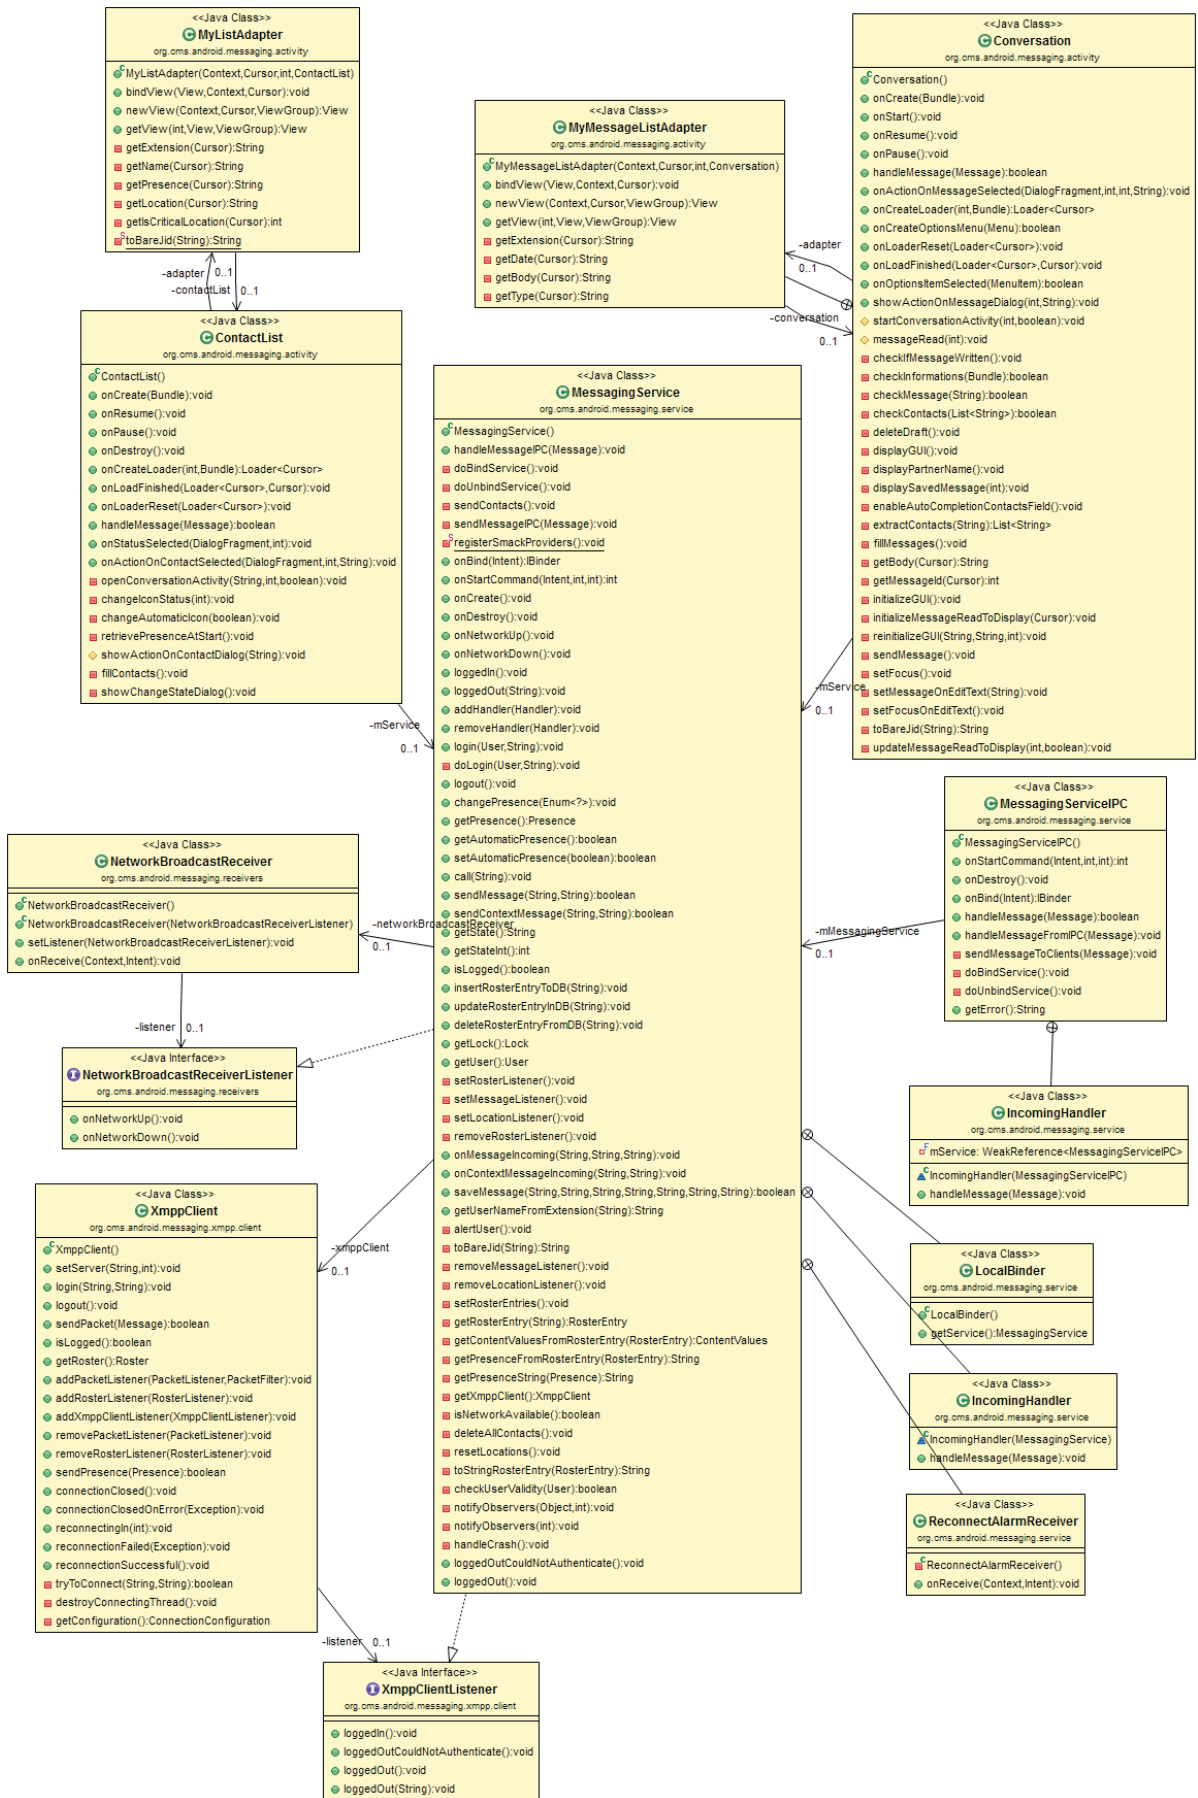 <<Java Class>>
MyListAdapter
org.cms.android.messaging.activity
MyListAdapter(Context,Cursor,int,ContactList)
bindView(View,Context,Cursor):void
newView(Context,Cursor,ViewGroup):View
getView(int,View,ViewGroup):View
getExtension(Cursor):String
getName(Cursor):String
getPresence(Cursor):String
getLocation(Cursor):String
getIsCriticalLocation(Cursor):int
toBareJid(String):String
-adapter 0..1
-contactList 0..1
<<Java Class>>
ContactList
org.cms.android.messaging.activity
ContactList()
onCreate(Bundle):void
onResume():void
onPause():void
onDestroy():void
onCreateLoader(int,Bundle):Loader<Cursor>
onLoadFinished(Loader<Cursor>,Cursor):void
onLoaderReset(Loader<Cursor>):void
handleMessage(Message):boolean
onStatusSelected(DialogFragment,int):void
onActionOnContactSelected(DialogFragment,int,String):void
openConversationActivity(String,int,boolean):void
changeIconStatus(int):void
changeAutomaticIcon(boolean):void
retrievePresenceAtStart():void
showActionOnContactDialog(String):void
fillContacts():void
showChangeStateDialog():void
-mService
0..1
<<Java Class>>
MyMessageListAdapter
org.cms.android.messaging.activity
MyMessageListAdapter(Context,Cursor,int,Conversation)
bindView(View,Context,Cursor):void
newView(Context,Cursor,ViewGroup):View
getView(int,View,ViewGroup):View
getExtension(Cursor):String
getDate(Cursor):String
getBody(Cursor):String
getType(Cursor):String
-adapter
0..1
-conversation
0..1
<<Java Class>>
Conversation
org.cms.android.messaging.activity
Conversation()
onCreate(Bundle):void
onStart():void
onResume():void
onPause():void
handleMessage(Message):boolean
onActionOnMessageSelected(DialogFragment,int,int,String):void
onCreateLoader(int,Bundle):Loader<Cursor>
onCreateOptionsMenu(Menu):boolean
onLoaderReset(Loader<Cursor>):void
onLoadFinished(Loader<Cursor>,Cursor):void
onOptionsItemSelected(MenuItem):boolean
showActionOnMessageDialog(int,String):void
startConversationActivity(int,boolean):void
messageRead(int):void
checkIfMessageWritten():void
checkInformations(Bundle):boolean
checkMessage(String):boolean
checkContacts(List<String>):boolean
deleteDraft():void
displayGUI():void
displayPartnerName():void
displaySavedMessage(int):void
enableAutoCompletionContactsField():void
extractContacts(String):List<String>
fillMessages():void
getBody(Cursor):String
getMessageId(Cursor):int
initializeGUI():void
initializeMessageReadToDisplay(Cursor):void
reinitializeGUI(String,String,int):void
sendMessage():void
setFocus():void
setMessageOnEditText(String):void
setFocusOnEditText():void
toBareJid(String):String
updateMessageReadToDisplay(int,boolean):void
-mService
0..1
<<Java Class>>
MessagingService
org.cms.android.messaging.service
MessagingService()
handleMessageIPC(Message):void
doBindService():void
doUnbindService():void
sendContacts():void
sendMessageIPC(Message):void
registerSmackProviders():void
onBind(Intent):IBinder
onStartCommand(Intent,int,int):int
onCreate():void
onDestroy():void
onNetworkUp():void
onNetworkDown():void
loggedIn():void
loggedOut(String):void
addHandler(Handler):void
removeHandler(Handler):void
login(User,String):void
doLogin(User,String):void
logout():void
changePresence(Enum<?>):void
getPresence():Presence
getAutomaticPresence():boolean
setAutomaticPresence(boolean):boolean
call(String):void
sendMessage(String,String):boolean
sendContextMessage(String,String):boolean
getState():String
getStateInt():int
isLogged():boolean
insertRosterEntryToDB(String):void
updateRosterEntryInDB(String):void
deleteRosterEntryFromDB(String):void
getLock():Lock
getUser():User
setRosterListener():void
setMessageListener():void
setLocationListener():void
removeRosterListener():void
onMessageIncoming(String,String):void
onContextMessageIncoming(String,String):void
saveMessage(String,String,String,String,String,String,String):boolean
getUserNameFromExtension(String):String
alertUser():void
toBareJid(String):String
removeMessageListener():void
removeLocationListener():void
setRosterEntries():void
getRosterEntry(String):RosterEntry
getContentValuesFromRosterEntry(RosterEntry):ContentValues
getPresenceFromRosterEntry(RosterEntry):String
getPresenceString(Presence):String
getXmppClient():XmppClient
isNetworkAvailable():boolean
deleteAllContacts():void
resetLocations():void
toStringRosterEntry(RosterEntry):String
checkUserValidity(User):boolean
notifyObservers(Object,int):void
notifyObservers(int):void
handleCrash():void
loggedOutCouldNotAuthenticate():void
loggedOut():void
<<Java Class>>
NetworkBroadcastReceiver
org.cms.android.messaging.receivers
NetworkBroadcastReceiver()
NetworkBroadcastReceiver(NetworkBroadcastReceiverListener)
setListener(NetworkBroadcastReceiverListener):void
onReceive(Context,Intent):void
-networkBroadcastReceiver
0..1
-listener 0..1
<<Java Interface>>
NetworkBroadcastReceiverListener
org.cms.android.messaging.receivers
onNetworkUp():void
onNetworkDown():void
<<Java Class>>
XmppClient
org.cms.android.messaging.xmpp.client
XmppClient()
setServer(String,int):void
login(String,String):void
logout():void
sendPacket(Message):boolean
isLogged():boolean
getRoster():Roster
addPacketListener(PacketListener,PacketFilter):void
addRosterListener(RosterListener):void
addXmppClientListener(XmppClientListener):void
removePacketListener(PacketListener):void
removeRosterListener(RosterListener):void
sendPresence(Presence):boolean
connectionClosed():void
connectionClosedOnError(Exception):void
reconnectingIn(int):void
reconnectionFailed(Exception):void
reconnectionSuccessful():void
tryToConnect(String,String):boolean
destroyConnectingThread():void
getConfiguration():ConnectionConfiguration
-xmppClient
0..1
-listener 0..1
<<Java Interface>>
XmppClientListener
org.cms.android.messaging.xmpp.client
loggedIn():void
loggedOutCouldNotAuthenticate():void
loggedOut():void
loggedOut(String):void
<<Java Class>>
MessagingServiceIPC
org.cms.android.messaging.service
MessagingServiceIPC()
onStartCommand(Intent,int,int):int
onDestroy():void
onBind(Intent):IBinder
handleMessage(Message):boolean
handleMessageFromIPC(Message):void
sendMessageToClients(Message):void
doBindService():void
doUnbindService():void
getError():String
-mMessagingService
0..1
<<Java Class>>
IncomingHandler
org.cms.android.messaging.service
mService: WeakReference<MessagingServiceIPC>
IncomingHandler(MessagingServiceIPC)
handleMessage(Message):void
<<Java Class>>
LocalBinder
org.cms.android.messaging.service
LocalBinder()
getService():MessagingService
<<Java Class>>
IncomingHandler
org.cms.android.messaging.service
IncomingHandler(MessagingService)
handleMessage(Message):void
<<Java Class>>
ReconnectAlarmReceiver
org.cms.android.messaging.service
ReconnectAlarmReceiver()
onReceive(Context,Intent):void